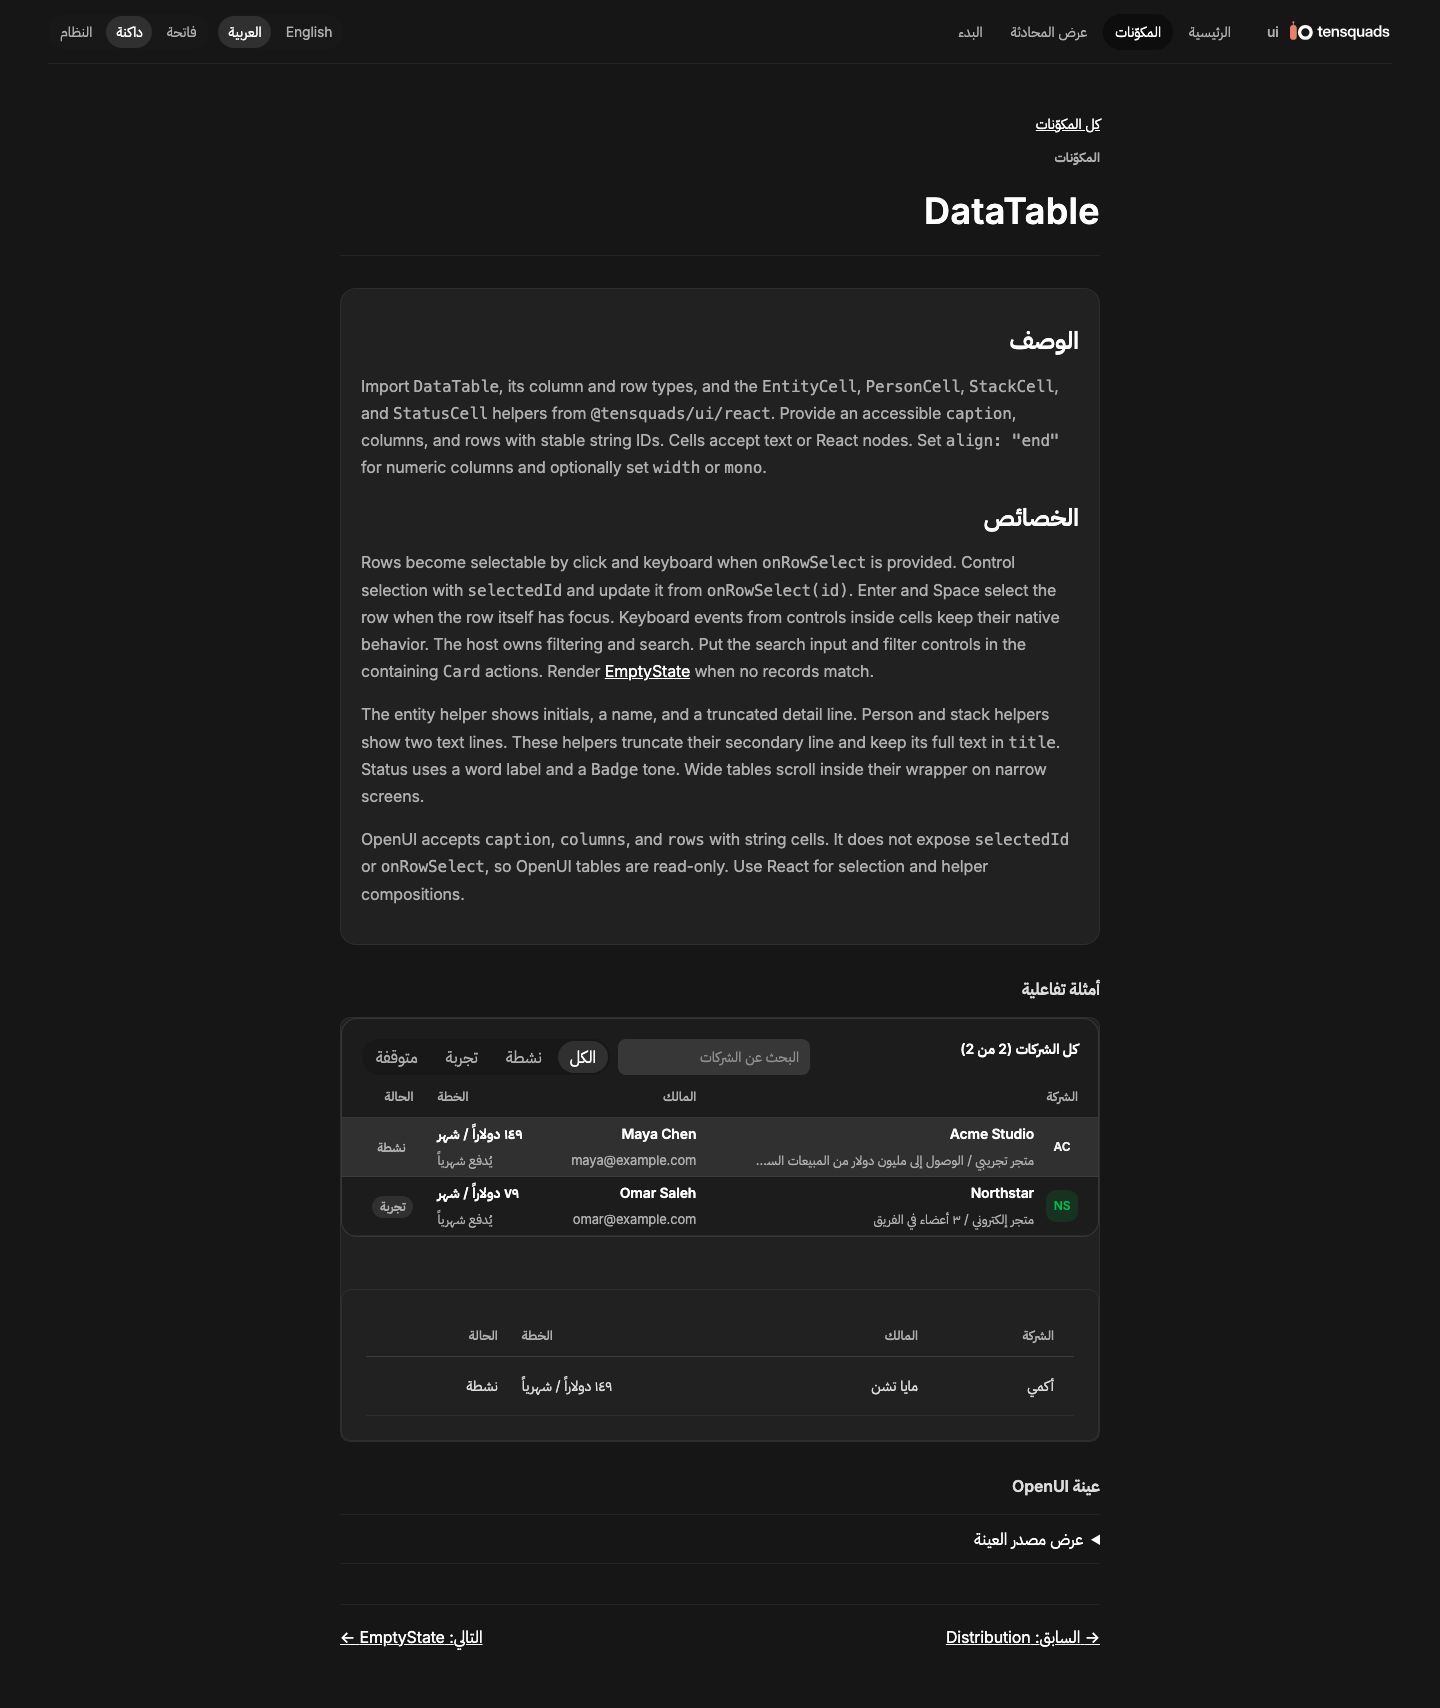 tensquads ui
الرئيسية
المكوّنات
عرض المحادثة
البدء
English
العربية
فاتحة
داكنة
النظام
كل المكوّنات
المكوّنات
DataTable
الوصف
Import DataTable, its column and row types, and the EntityCell, PersonCell, StackCell,
and StatusCell helpers from @tensquads/ui/react. Provide an accessible caption,
columns, and rows with stable string IDs. Cells accept text or React nodes. Set align: "end"
for numeric columns and optionally set width or mono.
الخصائص
Rows become selectable by click and keyboard when onRowSelect is provided. Control
selection with selectedId and update it from onRowSelect(id). Enter and Space select the
row when the row itself has focus. Keyboard events from controls inside cells keep their native
behavior. The host owns filtering and search. Put the search input and filter controls in the
containing Card actions. Render EmptyState when no records match.
The entity helper shows initials, a name, and a truncated detail line. Person and stack helpers
show two text lines. These helpers truncate their secondary line and keep its full text in title.
Status uses a word label and a Badge tone. Wide tables scroll inside their wrapper on narrow
screens.
OpenUI accepts caption, columns, and rows with string cells. It does not expose selectedId
or onRowSelect, so OpenUI tables are read-only. Use React for selection and helper
compositions.
أمثلة تفاعلية
كل الشركات (2 من 2)
البحث عن الشركات
الكل
نشطة
تجربة
متوقفة
الشركة المالك الخطة الحالة
AC Acme Studio Maya Chen ١٤٩ دولاراً / شهر نشطة
متجر تجريبي / الوصول إلى مليون دولار من المبيعات الس... maya@example.com يُدفع شهرياً
NS Northstar Omar Saleh ٧٩ دولاراً / شهر تجربة
متجر إلكتروني / ٣ أعضاء في الفريق omar@example.com يُدفع شهرياً
الشركة المالك الخطة الحالة
أكمي مايا تشن ١٤٩ دولاراً / شهرياً نشطة
عينة OpenUI
◀ عرض مصدر العينة
→ السابق: Distribution
التالي: EmptyState ←